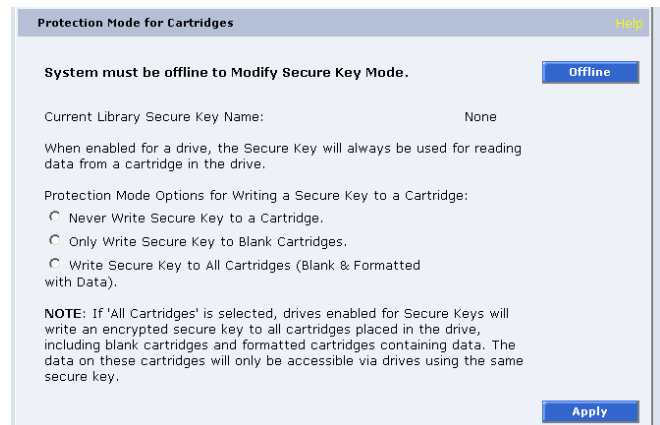 Protection Mode for Cartridges Help
System must be offline to Modify Secure Key Mode. Offline
Current Library Secure Key Name: None
When enabled for a drive, the Secure Key will always be used for reading
data from a cartridge in the drive.
Protection Mode Options for Writing a Secure Key to a Cartridge:
Never Write Secure Key to a Cartridge.
Only Write Secure Key to Blank Cartridges.
Write Secure Key to All Cartridges (Blank & Formatted
with Data).
NOTE: If 'All Cartridges' is selected, drives enabled for Secure Keys will
write an encrypted secure key to all cartridges placed in the drive,
including blank cartridges and formatted cartridges containing data. The
data on these cartridges will only be accessible via drives using the same
secure key.
Apply